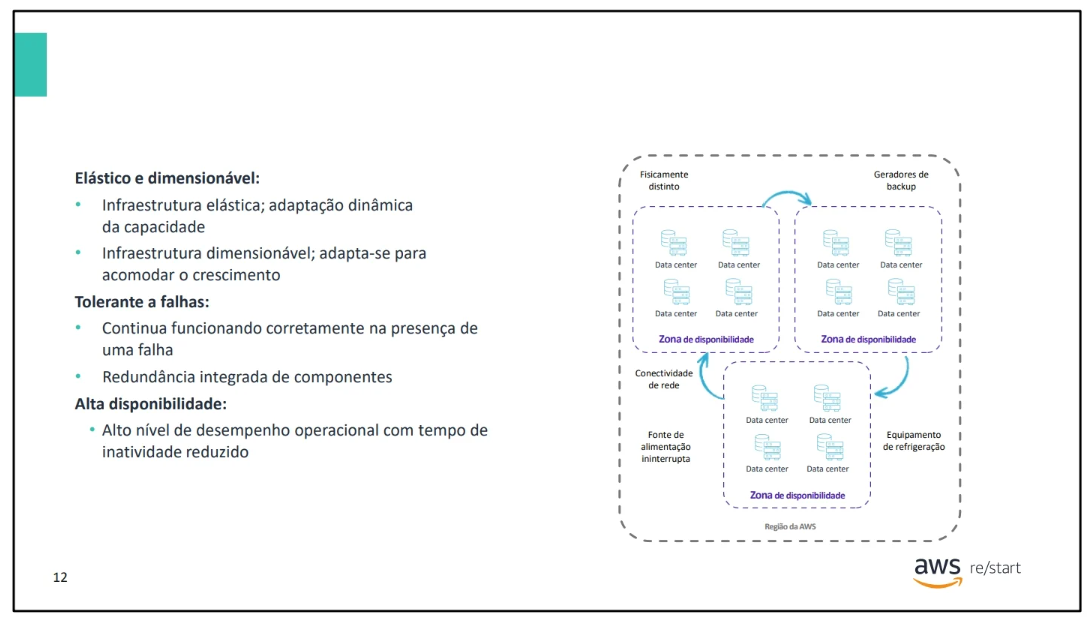 Elástico e dimensionável:
• Infraestrutura elástica; adaptação dinâmica
da capacidade
• Infraestrutura dimensionável; adapta-se para
acomodar o crescimento
Tolerante a falhas:
• Continua funcionando corretamente na presença de
uma falha
• Redundância integrada de componentes
Alta disponibilidade:
• Alto nível de desempenho operacional com tempo de
inatividade reduzido
Fisicamente
distinto
Geradores de
backup
Data center
Data center
Data center
Data center
Zona de disponibilidade
Data center
Data center
Data center
Data center
Zona de disponibilidade
Conectividade
de rede
Data center
Data center
Data center
Data center
Zona de disponibilidade
Fonte de
alimentação
ininterrupta
Equipamento
de refrigeração
Região da AWS
12
aws re/start